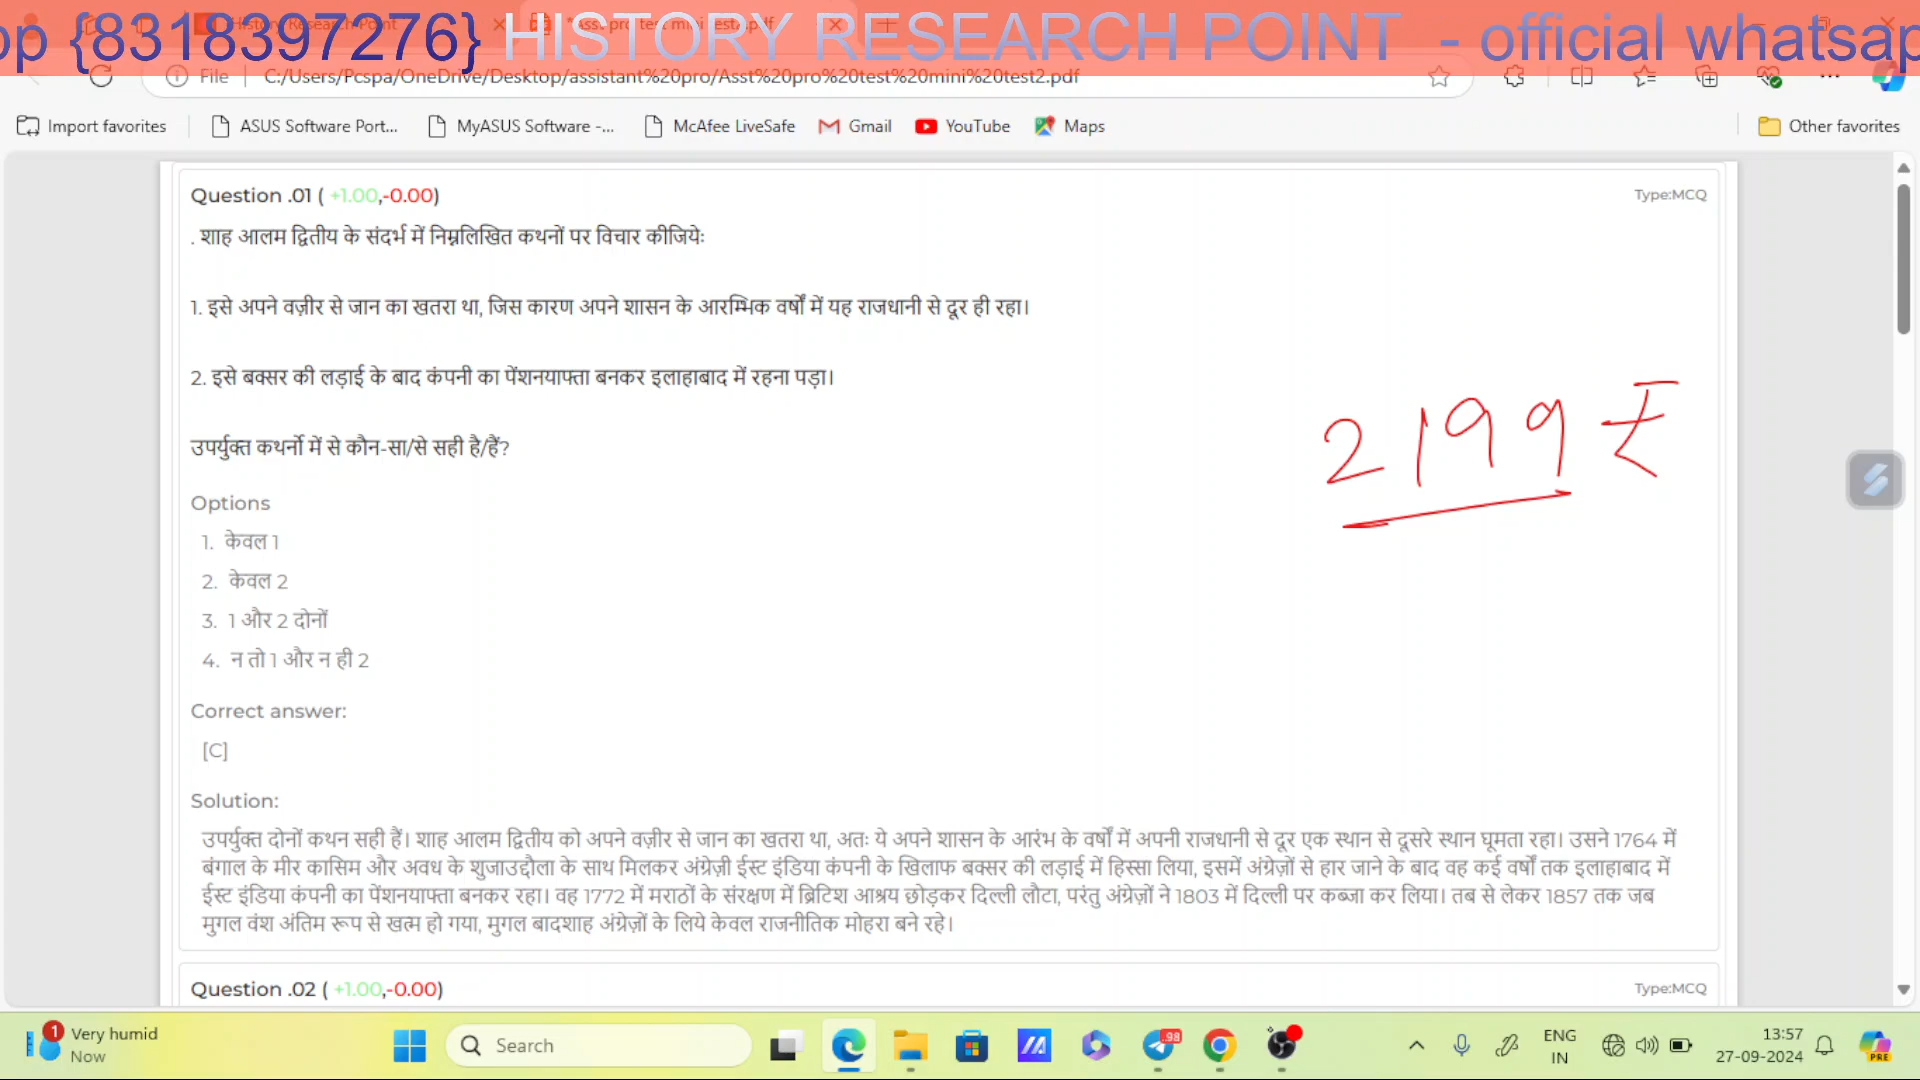 op {8318397276} HISTORY RESEARCH POINT - official whatsap
File C:/Users/Pcspa/OneDrive/Desktop/assistant%20pro/Asst%20pro%20test%20mini%20test2.pdf
Import favorites ASUS Software Port... MyASUS Software -... McAfee LiveSafe Gmail YouTube Maps Other favorites
Question .01 ( +1.00,-0.00) Type:MCQ
. शाह आलम द्वितीय के संदर्भ में निम्नलिखित कथनों पर विचार कीजियेः
1. इसे अपने वज़ीर से जान का खतरा था, जिस कारण अपने शासन के आरम्भिक वर्षों में यह राजधानी से दूर ही रहा।
2. इसे बक्सर की लड़ाई के बाद कंपनी का पेंशनयाफ्ता बनकर इलाहाबाद में रहना पड़ा।
उपर्युक्त कथनों में से कौन-सा/से सही है/हैं?
2199 ₹
Options
1. केवल 1
2. केवल 2
3. 1 और 2 दोनों
4. न तो 1 और न ही 2
Correct answer:
[C]
Solution:
उपर्युक्त दोनों कथन सही हैं। शाह आलम द्वितीय को अपने वज़ीर से जान का खतरा था, अतः ये अपने शासन के आरंभ के वर्षों में अपनी राजधानी से दूर एक स्थान से दूसरे स्थान घूमता रहा। उसने 1764 में
बंगाल के मीर कासिम और अवध के शुजाउद्दौला के साथ मिलकर अंग्रेज़ी ईस्ट इंडिया कंपनी के खिलाफ बक्सर की लड़ाई में हिस्सा लिया, इसमें अंग्रेज़ों से हार जाने के बाद वह कई वर्षों तक इलाहाबाद में
ईस्ट इंडिया कंपनी का पेंशनयाफ्ता बनकर रहा। वह 1772 में मराठों के संरक्षण में ब्रिटिश आश्रय छोड़कर दिल्ली लौटा, परंतु अंग्रेज़ों ने 1803 में दिल्ली पर कब्जा कर लिया। तब से लेकर 1857 तक जब
मुगल वंश अंतिम रूप से खत्म हो गया, मुगल बादशाह अंग्रेज़ों के लिये केवल राजनीतिक मोहरा बने रहे।
Question .02 ( +1.00,-0.00) Type:MCQ
1 Very humid
Now
Search
.98
ENG
IN
13:57
27-09-2024
PRE